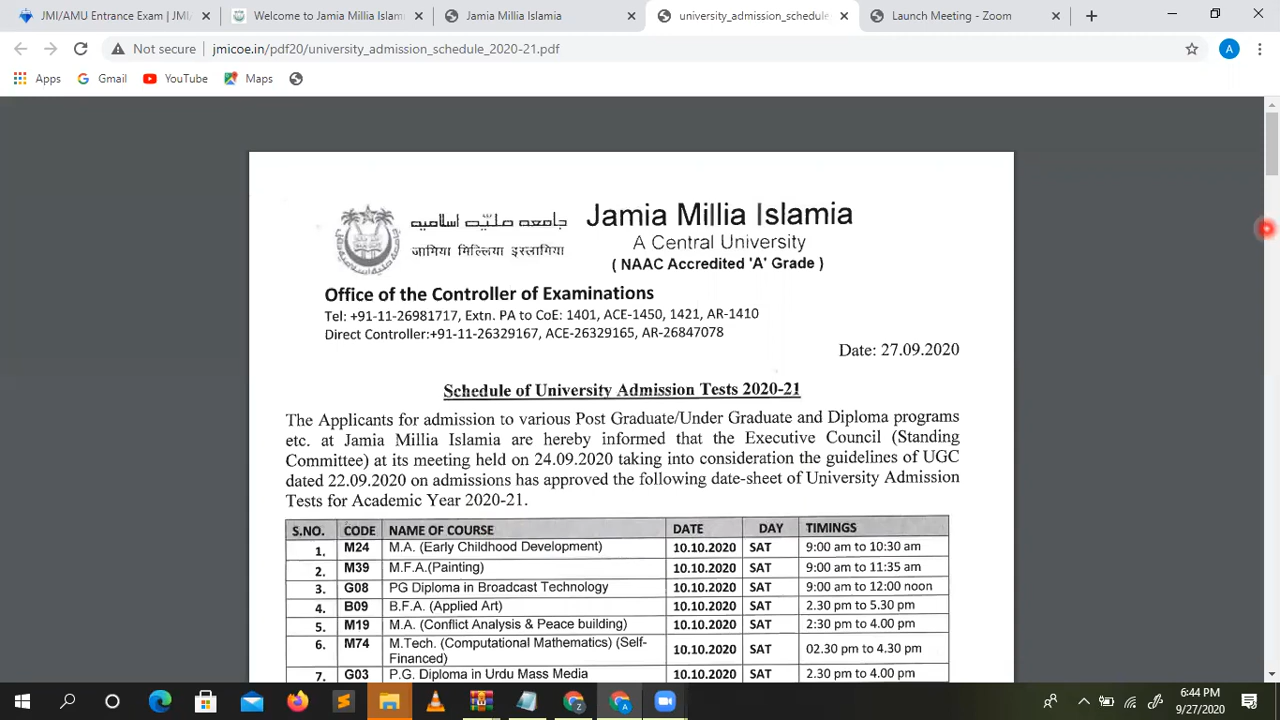 JMI/AMU Entrance Exam | JMI/
Welcome to Jamia Millia Islam
Jamia Millia Islamia
university_admission_schedule
Launch Meeting - Zoom
Not secure
jmicoe.in/pdf20/university_admission_schedule_2020-21.pdf
A
Apps
Gmail
YouTube
Maps
جامعه ملیّه اسلامیه
जामिया मिल्लिया इस्लामिया
Jamia Millia Islamia
A Central University
( NAAC Accredited 'A' Grade )
Office of the Controller of Examinations
Tel: +91-11-26981717, Extn. PA to CoE: 1401, ACE-1450, 1421, AR-1410
Direct Controller:+91-11-26329167, ACE-26329165, AR-26847078
Date: 27.09.2020
Schedule of University Admission Tests 2020-21
The Applicants for admission to various Post Graduate/Under Graduate and Diploma programs
etc. at Jamia Millia Islamia are hereby informed that the Executive Council (Standing
Committee) at its meeting held on 24.09.2020 taking into consideration the guidelines of UGC
dated 22.09.2020 on admissions has approved the following date-sheet of University Admission
Tests for Academic Year 2020-21.
S.NO. CODE NAME OF COURSE DATE DAY TIMINGS
1. M24 M.A. (Early Childhood Development) 10.10.2020 SAT 9:00 am to 10:30 am
2. M39 M.F.A.(Painting) 10.10.2020 SAT 9:00 am to 11:35 am
3. G08 PG Diploma in Broadcast Technology 10.10.2020 SAT 9:00 am to 12:00 noon
4. B09 B.F.A. (Applied Art) 10.10.2020 SAT 2.30 pm to 5.30 pm
5. M19 M.A. (Conflict Analysis & Peace building) 10.10.2020 SAT 2:30 pm to 4.00 pm
6. M74 M.Tech. (Computational Mathematics) (Self-
Financed) 10.10.2020 SAT 02.30 pm to 4.30 pm
7. G03 P.G. Diploma in Urdu Mass Media 10.10.2020 SAT 2.30 pm to 4.00 pm
6:44 PM
9/27/2020